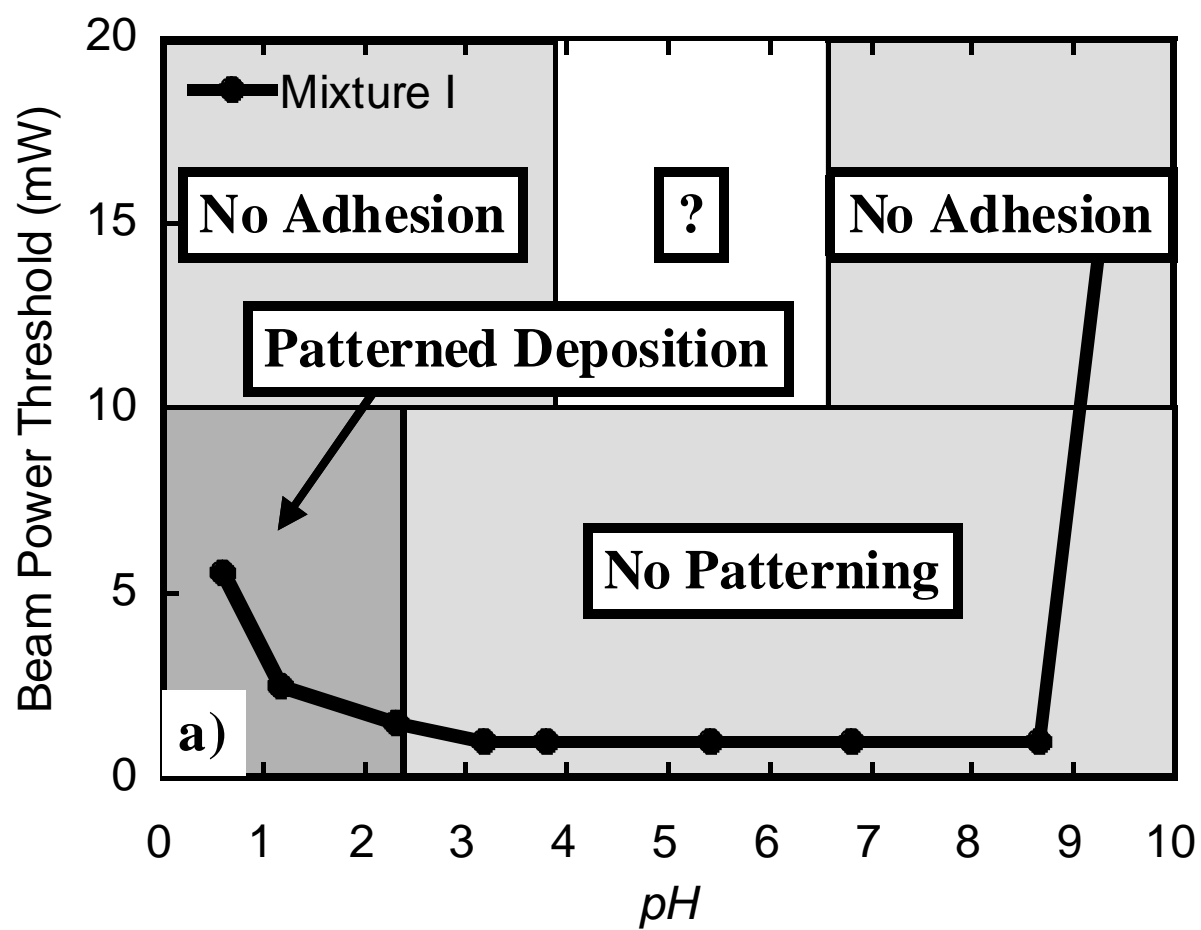 20
Mixture I
15
No Adhesion
?
No Adhesion
Patterned Deposition
10
Beam Power Threshold (mW)
5
No Patterning
a)
0
0 1 2 3 4 5 6 7 8 9 10
pH